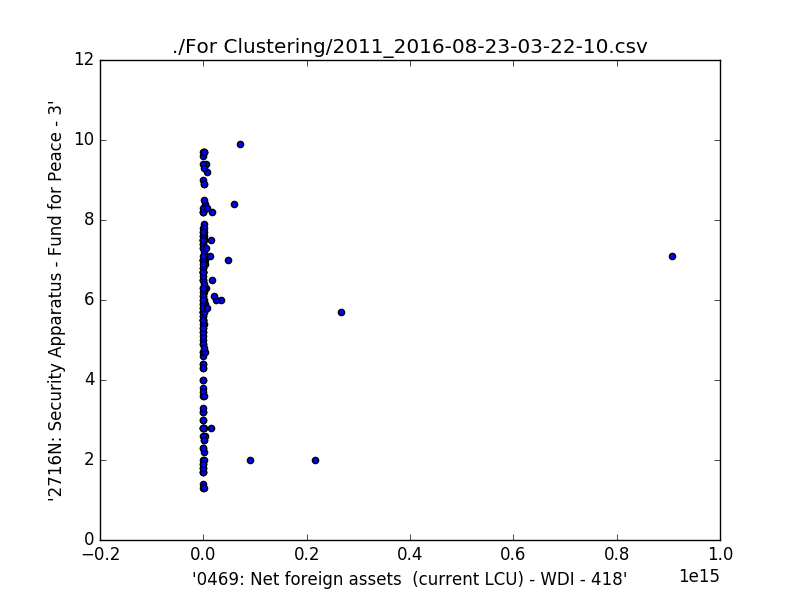 ./For Clustering/2011_2016-08-23-03-22-10.csv
12
10
8
6
4
2
0
'2716N: Security Apparatus - Fund for Peace - 3'
−0.2 0.0 0.2 0.4 0.6 0.8 1.0
1e15
'0469: Net foreign assets  (current LCU) - WDI - 418'